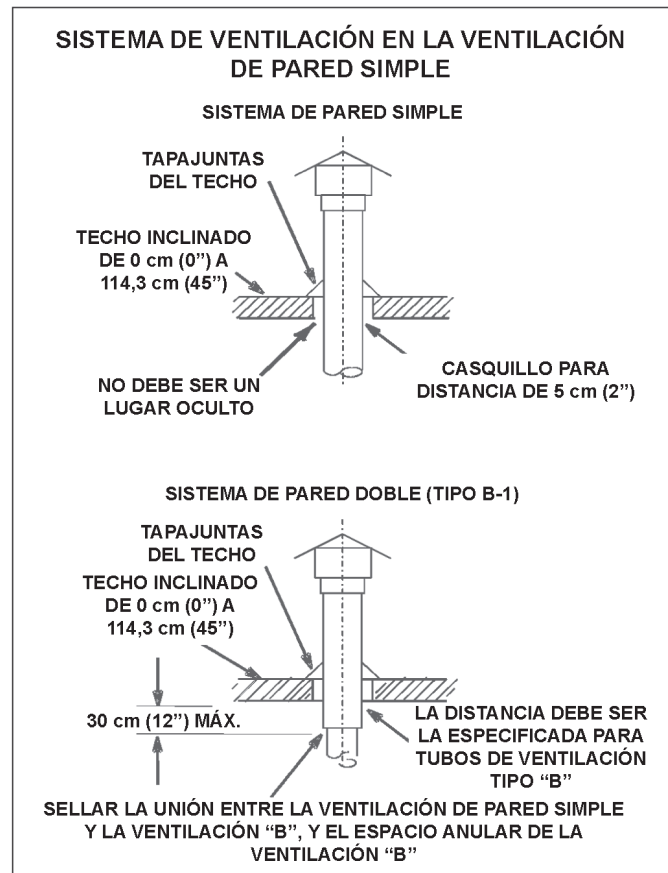 SISTEMA DE VENTILACIÓN EN LA VENTILACIÓN
DE PARED SIMPLE
SISTEMA DE PARED SIMPLE
TAPAJUNTAS
DEL TECHO
TECHO INCLINADO
DE 0 cm (0”) A
114,3 cm (45”)
NO DEBE SER UN
LUGAR OCULTO
CASQUILLO PARA
DISTANCIA DE 5 cm (2”)
SISTEMA DE PARED DOBLE (TIPO B-1)
TAPAJUNTAS
DEL TECHO
TECHO INCLINADO
DE 0 cm (0”) A
114,3 cm (45”)
30 cm (12”) MÁX.
LA DISTANCIA DEBE SER
LA ESPECIFICADA PARA
TUBOS DE VENTILACIÓN
TIPO “B”
SELLAR LA UNIÓN ENTRE LA VENTILACIÓN DE PARED SIMPLE
Y LA VENTILACIÓN “B”, Y EL ESPACIO ANULAR DE LA
VENTILACIÓN “B”